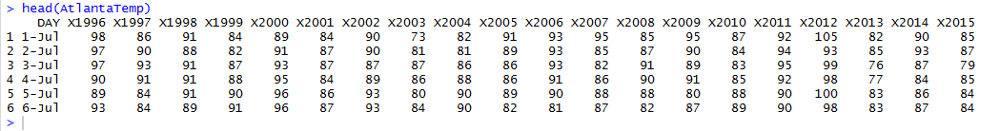 > head(AtlantaTemp)
DAY X1996 X1997 X1998 X1999 X2000 X2001 X2002 X2003 X2004 X2005 X2006 X2007 X2008 X2009 X2010 X2011 X2012 X2013 X2014 X2015
1 1-Jul 98 86 91 84 89 84 90 73 82 91 93 95 85 95 87 92 105 82 90 85
2 2-Jul 97 90 88 82 91 87 90 81 81 89 93 85 87 90 84 94 93 85 93 87
3 3-Jul 97 93 91 87 93 87 87 87 86 86 93 82 91 89 83 95 99 76 87 79
4 4-Jul 90 91 91 88 95 84 89 86 88 86 91 86 90 91 85 92 98 77 84 85
5 5-Jul 89 84 91 90 96 86 93 80 90 89 90 88 88 80 88 90 100 83 86 84
6 6-Jul 93 84 89 91 96 87 93 84 90 82 81 87 82 87 89 90 98 83 87 84
>